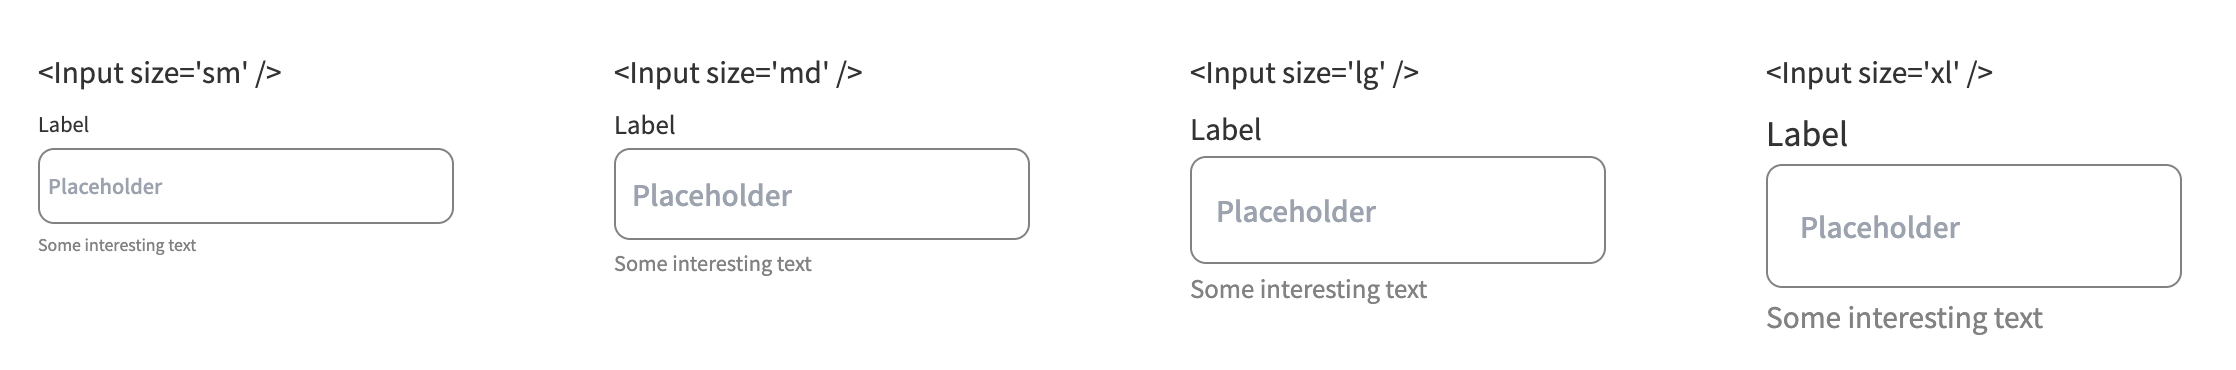 <Input size='sm' />
Label
Placeholder
Some interesting text
<Input size='md' />
Label
Placeholder
Some interesting text
<Input size='lg' />
Label
Placeholder
Some interesting text
<Input size='xl' />
Label
Placeholder
Some interesting text